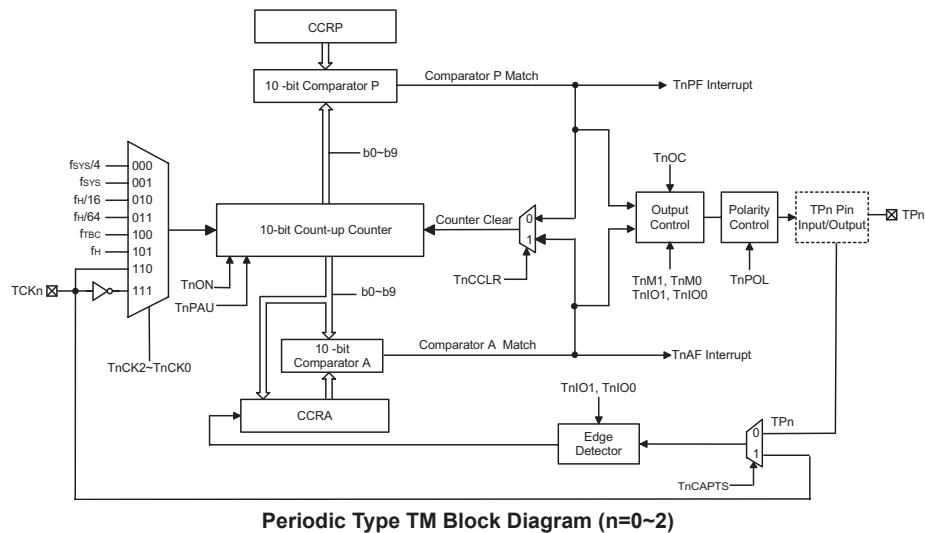 CCRP
10 -bit Comparator P
Comparator P Match
TnPF Interrupt
b0~b9
fSYS/4
000
fSYS
001
fH/16
010
fH/64
011
fTBC
100
fH
101
110
111
TCKn
TnCK2~TnCK0
10-bit Count-up Counter
TnON
TnPAU
Counter Clear
0
1
TnCCLR
TnOC
Output
Control
TnM1, TnM0
TnIO1, TnIO0
Polarity
Control
TnPOL
TPn Pin
Input/Output
TPn
b0~b9
10 -bit
Comparator A
Comparator A Match
TnAF Interrupt
CCRA
TnIO1, TnIO0
Edge
Detector
TPn
0
1
TnCAPTS
Periodic Type TM Block Diagram (n=0~2)